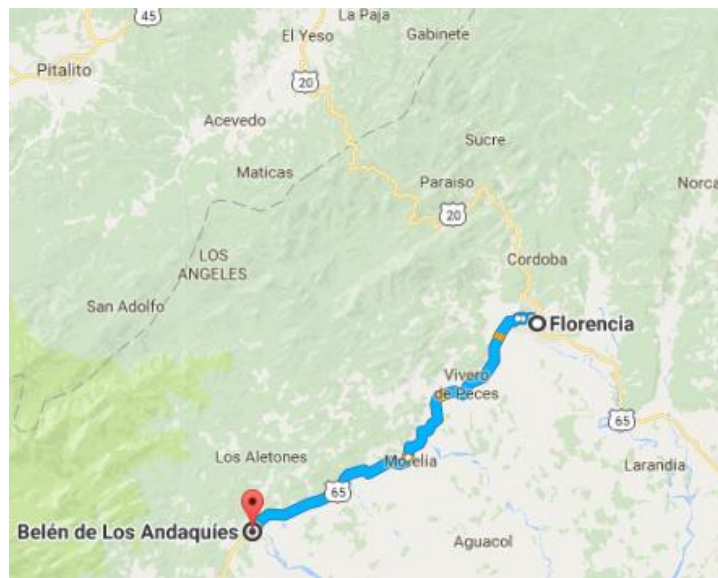 La Paja
45
El Yeso
Gabinete
Pitalito
20
Acevedo
Sucre
Maticas
Paraiso
Norca
20
LOS
ANGELES
Cordoba
San Adolfo
Florencia
Vivero
de Peces
65
Los Aletones
Morelia
Larandia
65
Belén de Los Andaquíes
Aguacol